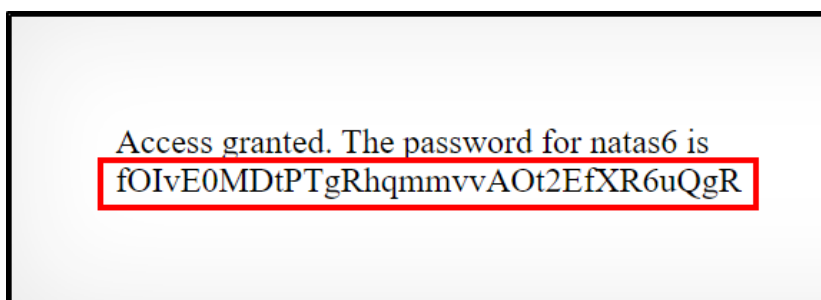 Access granted. The password for natas6 is
fOIvE0MDtPTgRhqmmvvAOt2EfXR6uQgR